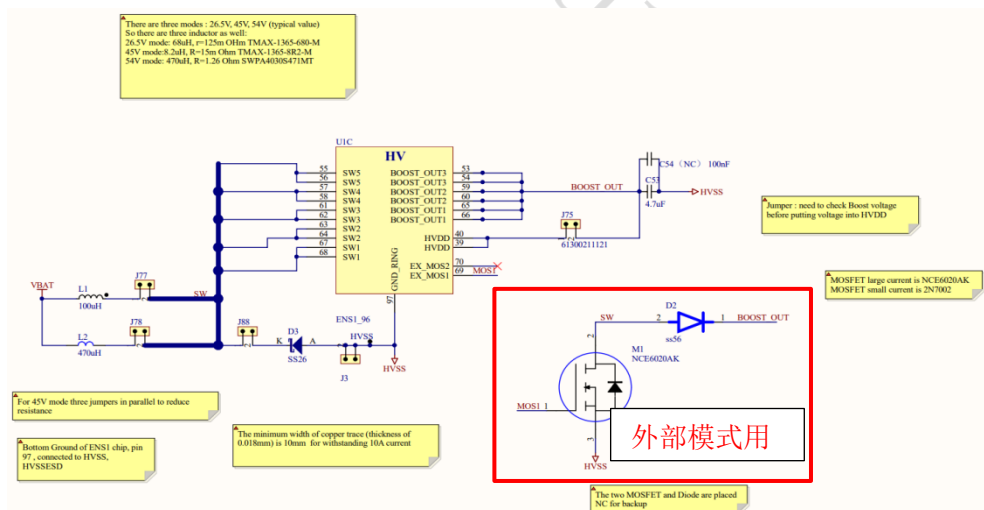 There are three modes : 26.5V, 45V, 54V (typical value)
So there are three inductor as well:
26.5V mode: 68uH, r=125m OHm TMAX-1365-680-M
45V mode:8.2uH, R=15m Ohm TMAX-1365-8R2-M
54V mode: 470uH, R=1.26 Ohm SWPA4030S471MT
U1C
HV
55 SW5 BOOST_OUT3 53
56 SW5 BOOST_OUT3 54
57 SW4 BOOST_OUT2 59
58 SW4 BOOST_OUT2 60
61 SW3 BOOST_OUT1 65
62 SW3 BOOST_OUT1 66
63 SW2
64 SW2 HVDD 40
67 SW1 HVDD 39
68 SW1
EX_MOS2 70
EX_MOS1 69 MOS1
GND_RING
97
ENS1_96
BOOST_OUT
C54（NC） 100nF
C53
4.7uF
HVSS
J75
61300211121
Jumper : need to check Boost voltage
before putting voltage into HVDD
MOSFET large current is NCE6020AK
MOSFET small current is 2N7002
VBAT
L1
100uH
J77
SW
L2
470uH
J78
J88
D3
K A
SS26
HVSS
J3
HVSS
SW 2 D2 1 BOOST_OUT
ss56
2
M1
NCE6020AK
MOS1 1
3
HVSS
外部模式用
For 45V mode three jumpers in parallel to reduce
resistance
Bottom Ground of ENS1 chip, pin
97 , connected to HVSS,
HVSSESD
The minimum width of copper trace (thickness of
0.018mm) is 10mm for withstanding 10A current
The two MOSFET and Diode are placed
NC for backup